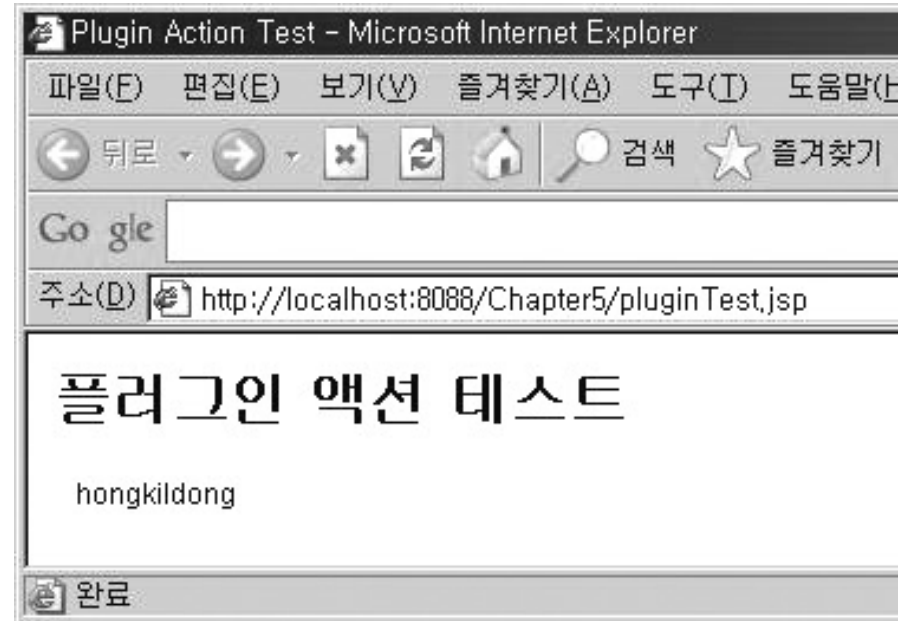 Plugin Action Test - Microsoft Internet Explorer
파일(F) 편집(E) 보기(V) 즐겨찾기(A) 도구(T) 도움말(H
뒤로 검색 즐겨찾기
Go gle
주소(D) http://localhost:8088/Chapter5/pluginTest.jsp
플러그인 액션 테스트
hongkildong
완료